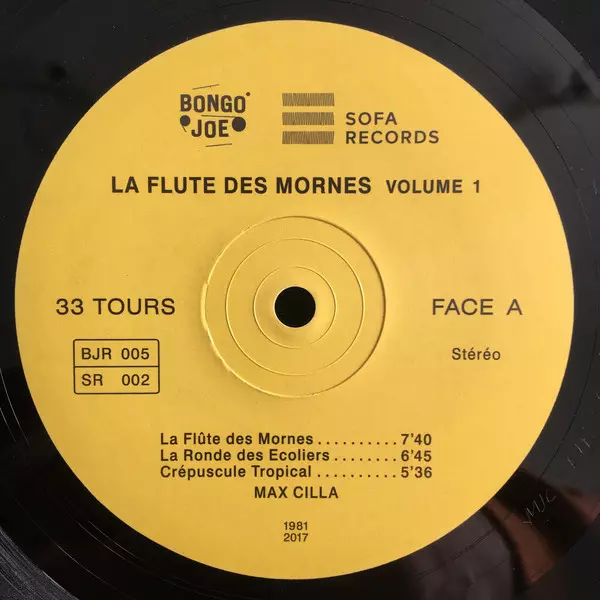 BONGO
JOE
SOFA
RECORDS
LA FLUTE DES MORNES VOLUME 1
33 TOURS
FACE A
BJR 005
SR 002
Stéréo
La Flûte des Mornes..........7'40
La Ronde des Ecoliers.......6'45
Crépuscule Tropical..........5'36
MAX CILLA
1981
2017